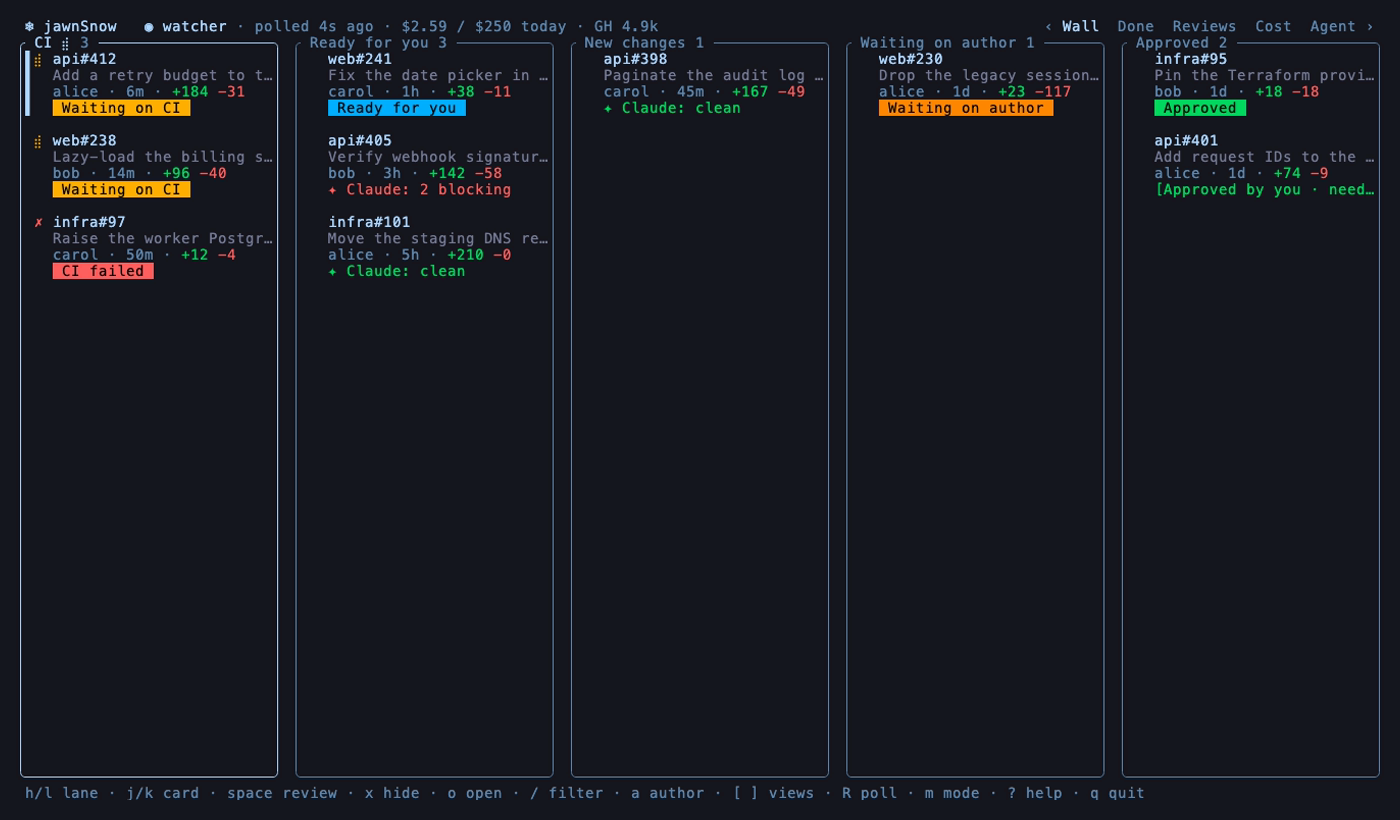 ❄ jawnSnow ◉ watcher · polled 4s ago · $2.59 / $250 today · GH 4.9k ‹ Wall Done Reviews Cost Agent ›
CI ⣾ 3
api#412
Add a retry budget to t…
alice · 6m · +184 −31
Waiting on CI
web#238
Lazy-load the billing s…
bob · 14m · +96 −40
Waiting on CI
✗ infra#97
Raise the worker Postgr…
carol · 50m · +12 −4
CI failed
Ready for you 3
web#241
Fix the date picker in …
carol · 1h · +38 −11
Ready for you
api#405
Verify webhook signatur…
bob · 3h · +142 −58
✦ Claude: 2 blocking
infra#101
Move the staging DNS re…
alice · 5h · +210 −0
✦ Claude: clean
New changes 1
api#398
Paginate the audit log …
carol · 45m · +167 −49
✦ Claude: clean
Waiting on author 1
web#230
Drop the legacy session…
alice · 1d · +23 −117
Waiting on author
Approved 2
infra#95
Pin the Terraform provi…
bob · 1d · +18 −18
Approved
api#401
Add request IDs to the …
alice · 1d · +74 −9
[Approved by you · need…
h/l lane · j/k card · space review · x hide · o open · / filter · a author · [ ] views · R poll · m mode · ? help · q quit